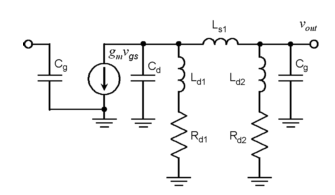 L_s1
v_out
g_m v_gs
C_g
C_d
L_d1
L_d2
C_g
R_d1
R_d2